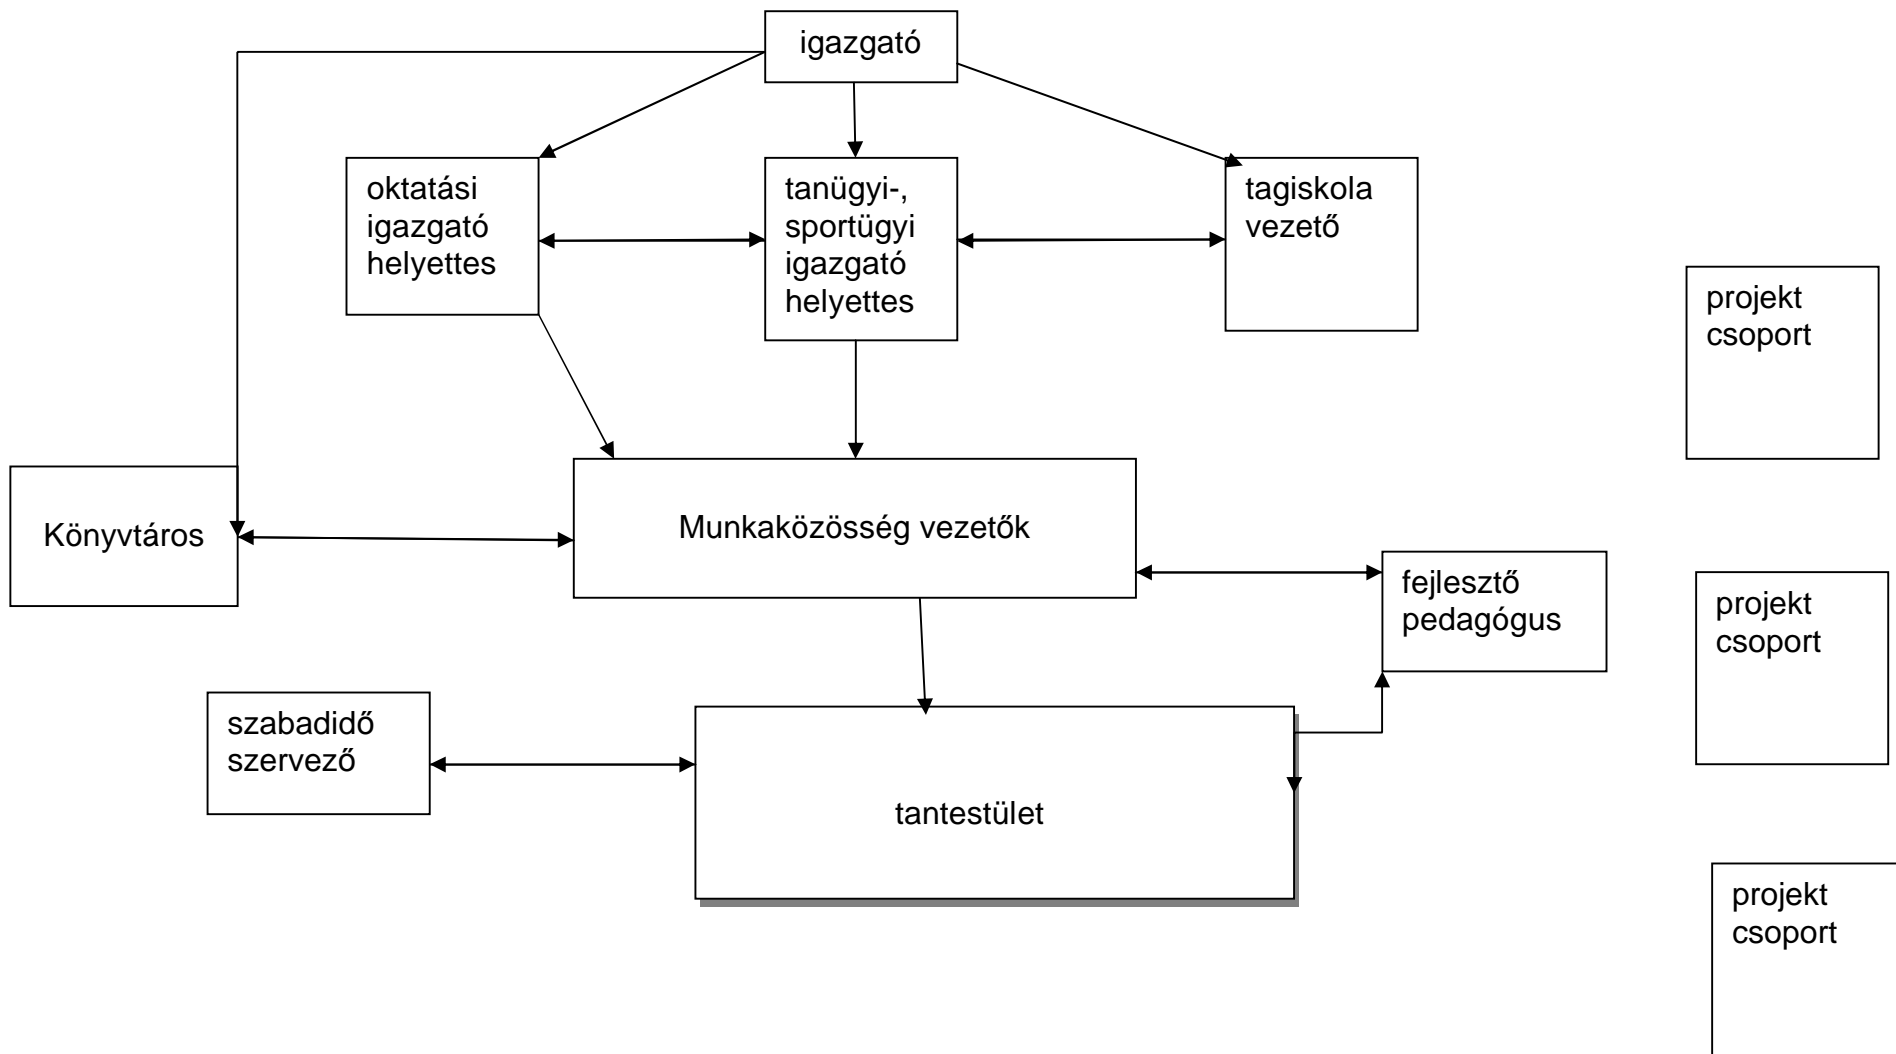 igazgató
oktatási
igazgató
helyettes
tanügyi-,
sportügyi
igazgató
helyettes
tagiskola
vezető
projekt
csoport
Könyvtáros
Munkaközösség vezetők
fejlesztő
pedagógus
projekt
csoport
szabadidő
szervező
tantestület
projekt
csoport